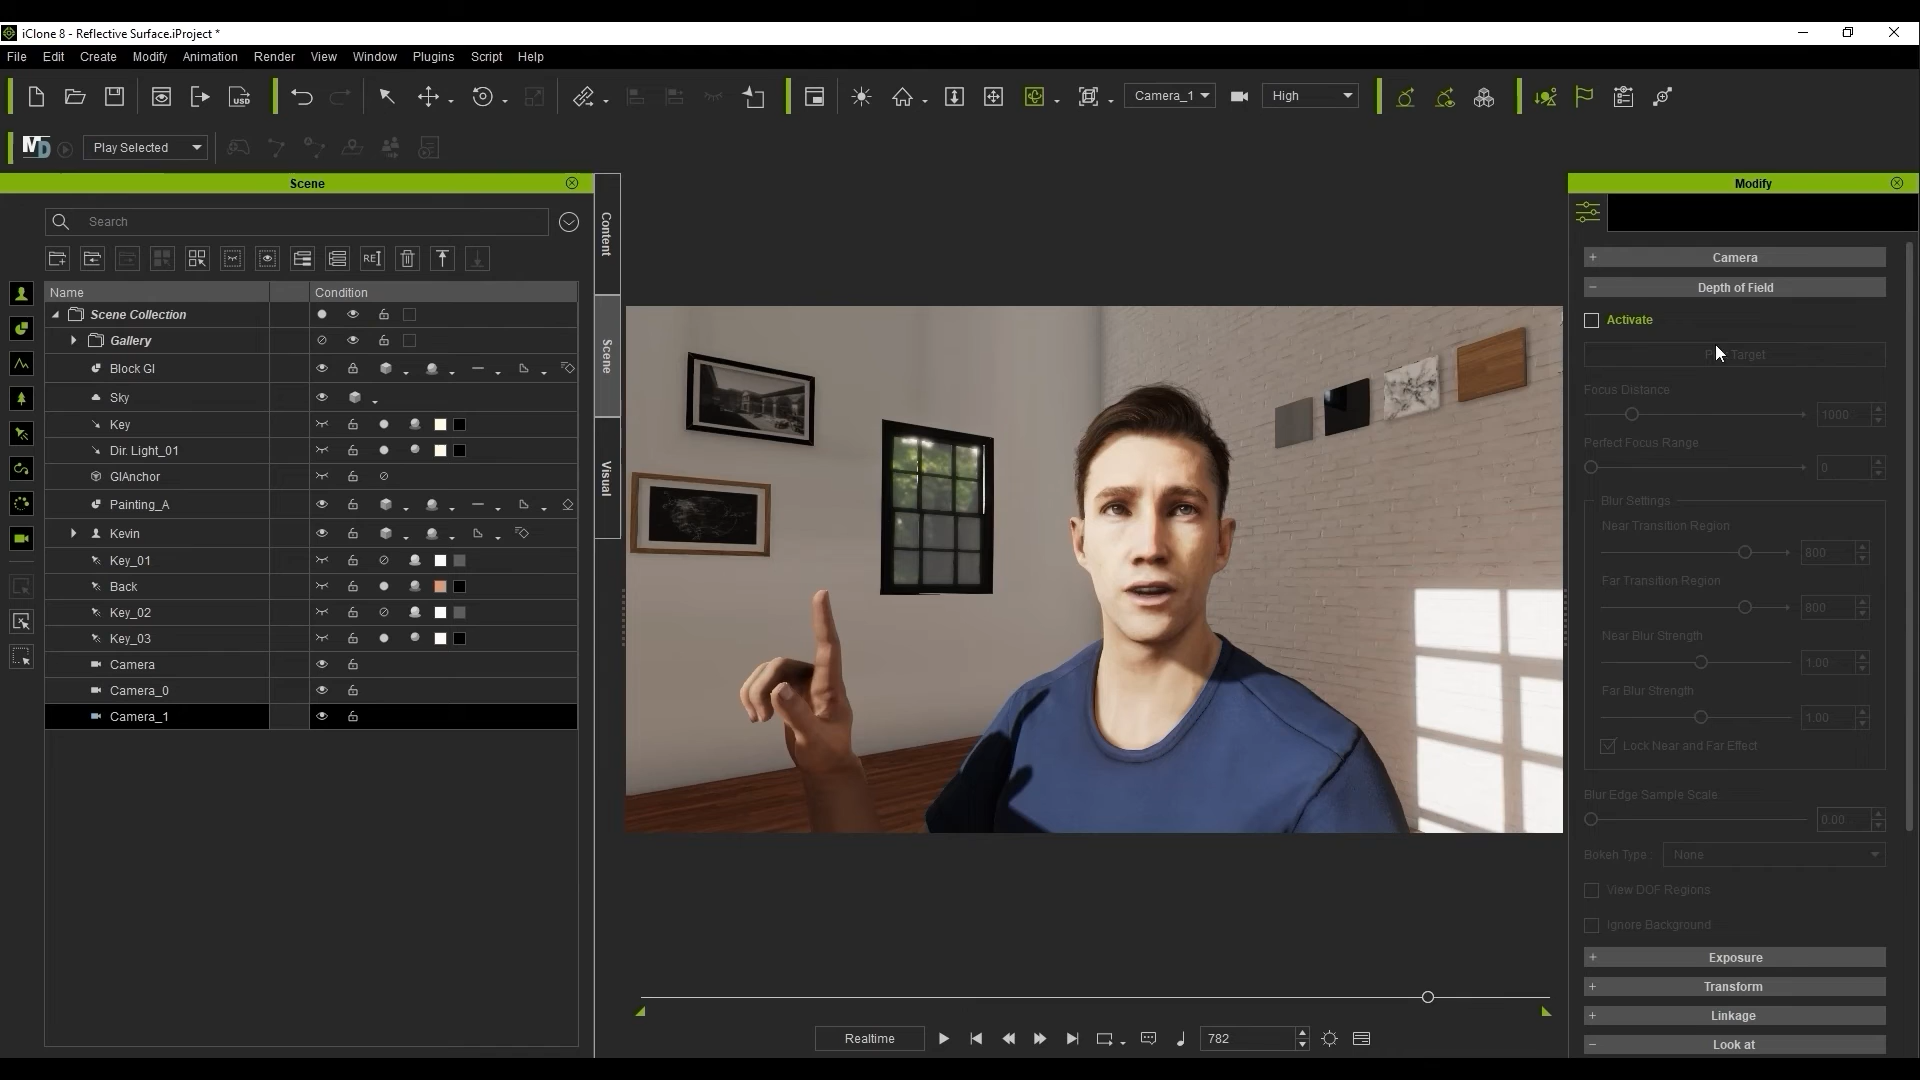 iClone 8 - Reflective Surface.iProject *
File Edit Create Modify Animation Render View Window Plugins Script Help
USD
Camera_1 High
MD Play Selected
Scene
Search
RE
Name Condition
Scene Collection
Gallery
Block GI
Sky
Key
Dir. Light_01
GIAnchor
Painting_A
Kevin
Key_01
Back
Key_02
Key_03
Camera
Camera_0
Camera_1
Content
Scene
Visual
Realtime 782
Modify
Camera
Depth of Field
Activate
Target
Focus Distance
1000
Perfect Focus Range
0
Blur Settings
Near Transition Region
800
Far Transition Region
800
Near Blur Strength
1.00
Far Blur Strength
1.00
Lock Near and Far Effect
Blur Edge Sample Scale
0.00
Bokeh Type : None
View DOF Regions
Ignore Background
Exposure
Transform
Linkage
Look at